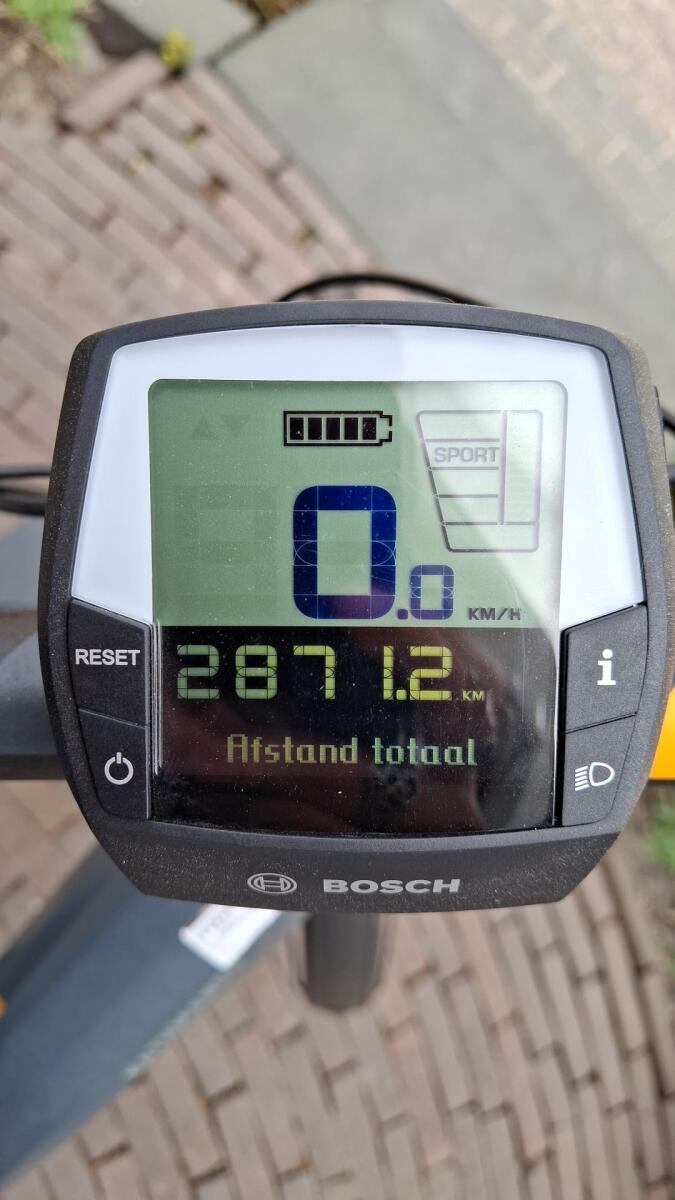 SPORT
0.0 KM/H
RESET
2871.2 KM
i
Afstand totaal
BOSCH